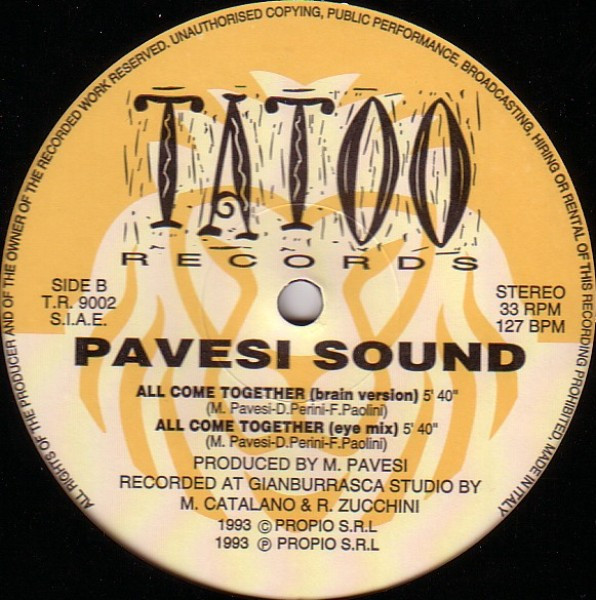 ALL RIGHTS OF THE PRODUCER AND OF THE OWNER OF THE RECORDED WORK RESERVED. UNAUTHORISED COPYING, PUBLIC PERFORMANCE, BROADCASTING, HIRING OR RENTAL OF THIS RECORDING PROHIBITED. MADE IN ITALY
TATOO
RECORDS
SIDE B
T.R. 9002
S.I.A.E.
STEREO
33 RPM
127 BPM
PAVESI SOUND
ALL COME TOGETHER (brain version) 5' 40"
(M. Pavesi-D.Perini-F.Paolini)
ALL COME TOGETHER (eye mix) 5' 40"
(M. Pavesi-D.Perini-F.Paolini)
PRODUCED BY M. PAVESI
RECORDED AT GIANBURRASCA STUDIO BY
M. CATALANO & R. ZUCCHINI
1993 © PROPIO S.R.L
1993 ℗ PROPIO S.R.L